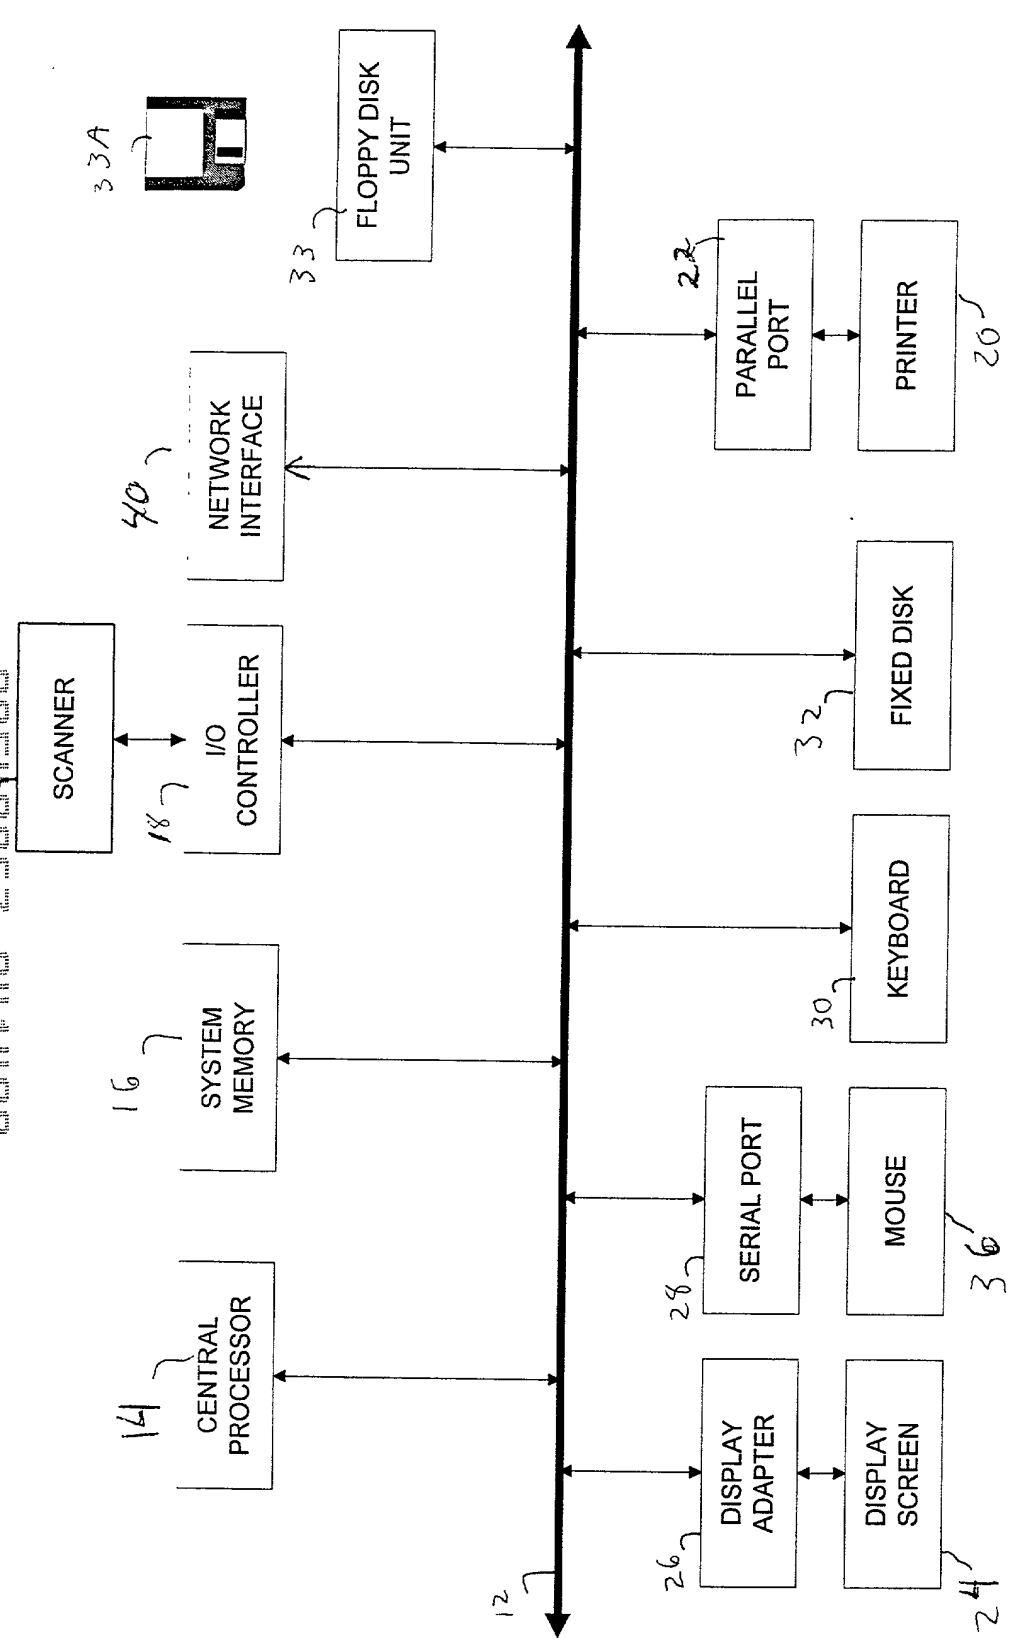 SCANNER
33A
33
FLOPPY DISK
UNIT
40
NETWORK
INTERFACE
18
I/O
CONTROLLER
16
SYSTEM
MEMORY
14
CENTRAL
PROCESSOR
12
26
DISPLAY
ADAPTER
DISPLAY
SCREEN
24
28
SERIAL PORT
MOUSE
36
30
KEYBOARD
32
FIXED DISK
22
PARALLEL
PORT
PRINTER
20